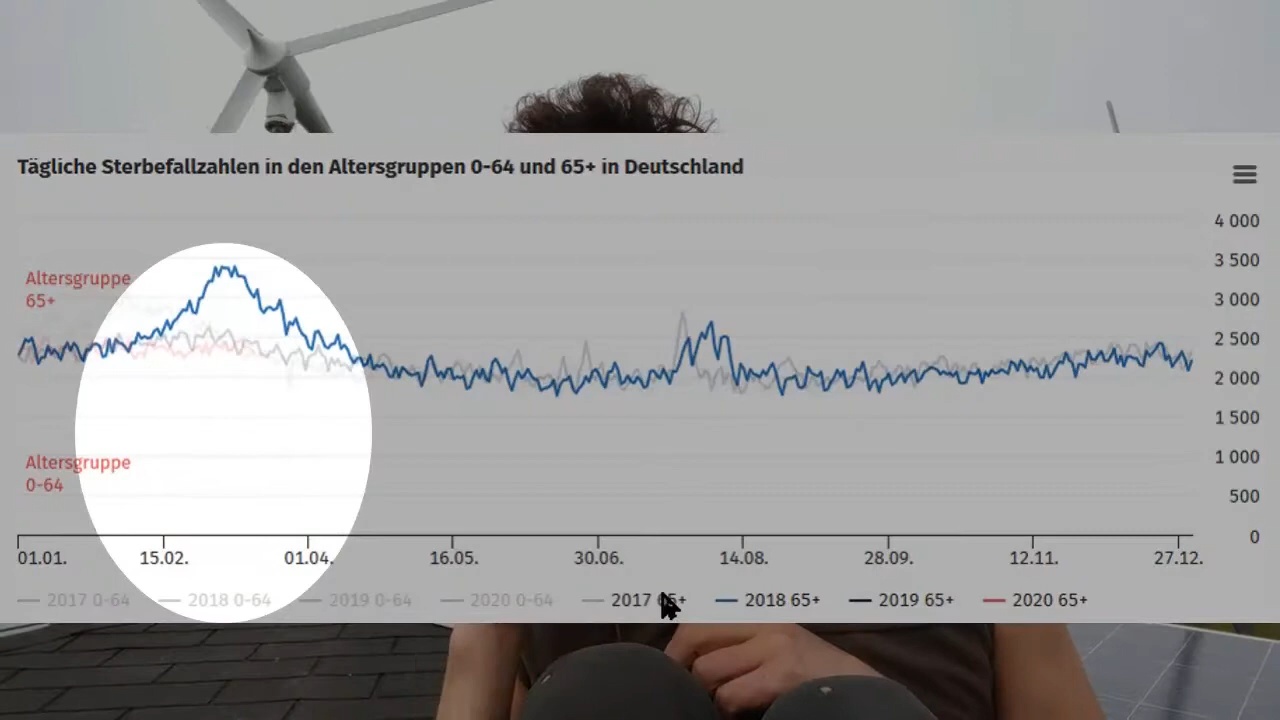 Tägliche Sterbefallzahlen in den Altersgruppen 0-64 und 65+ in Deutschland
4 000
3 500
3 000
2 500
2 000
1 500
1 000
500
0
Altersgruppe
65+
Altersgruppe
0-64
01.01. 15.02. 01.04. 16.05. 30.06. 14.08. 28.09. 12.11. 27.12.
2017 0-64 2018 0-64 2019 0-64 2020 0-64 2017 65+ 2018 65+ 2019 65+ 2020 65+